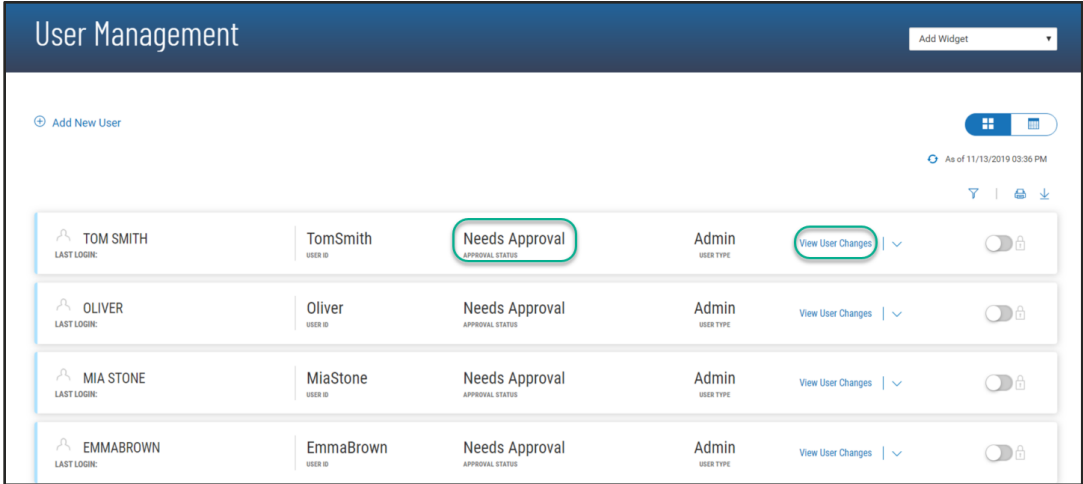 User Management
Add Widget
Add New User
As of 11/13/2019 03:36 PM
TOM SMITH TomSmith Needs Approval Admin View User Changes
LAST LOGIN: USER ID APPROVAL STATUS USER TYPE
OLIVER Oliver Needs Approval Admin View User Changes
LAST LOGIN: USER ID APPROVAL STATUS USER TYPE
MIA STONE MiaStone Needs Approval Admin View User Changes
LAST LOGIN: USER ID APPROVAL STATUS USER TYPE
EMMABROWN EmmaBrown Needs Approval Admin View User Changes
LAST LOGIN: USER ID APPROVAL STATUS USER TYPE